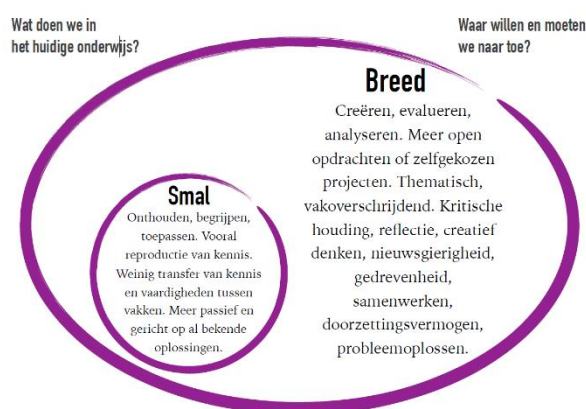 Wat doen we in
het huidige onderwijs?
Waar willen en moeten
we naar toe?
Breed
Creëren, evalueren,
analyseren. Meer open
opdrachten of zelfgekozen
projecten. Thematisch,
vakoverschrijdend. Kritische
houding, reflectie, creatief
denken, nieuwsgierigheid,
gedrevenheid,
samenwerken,
doorzettingsvermogen,
probleemoplossen.
Smal
Onthouden, begrijpen,
toepassen. Vooral
reproductie van kennis.
Weinig transfer van kennis
en vaardigheden tussen
vakken. Meer passief en
gericht op al bekende
oplossingen.